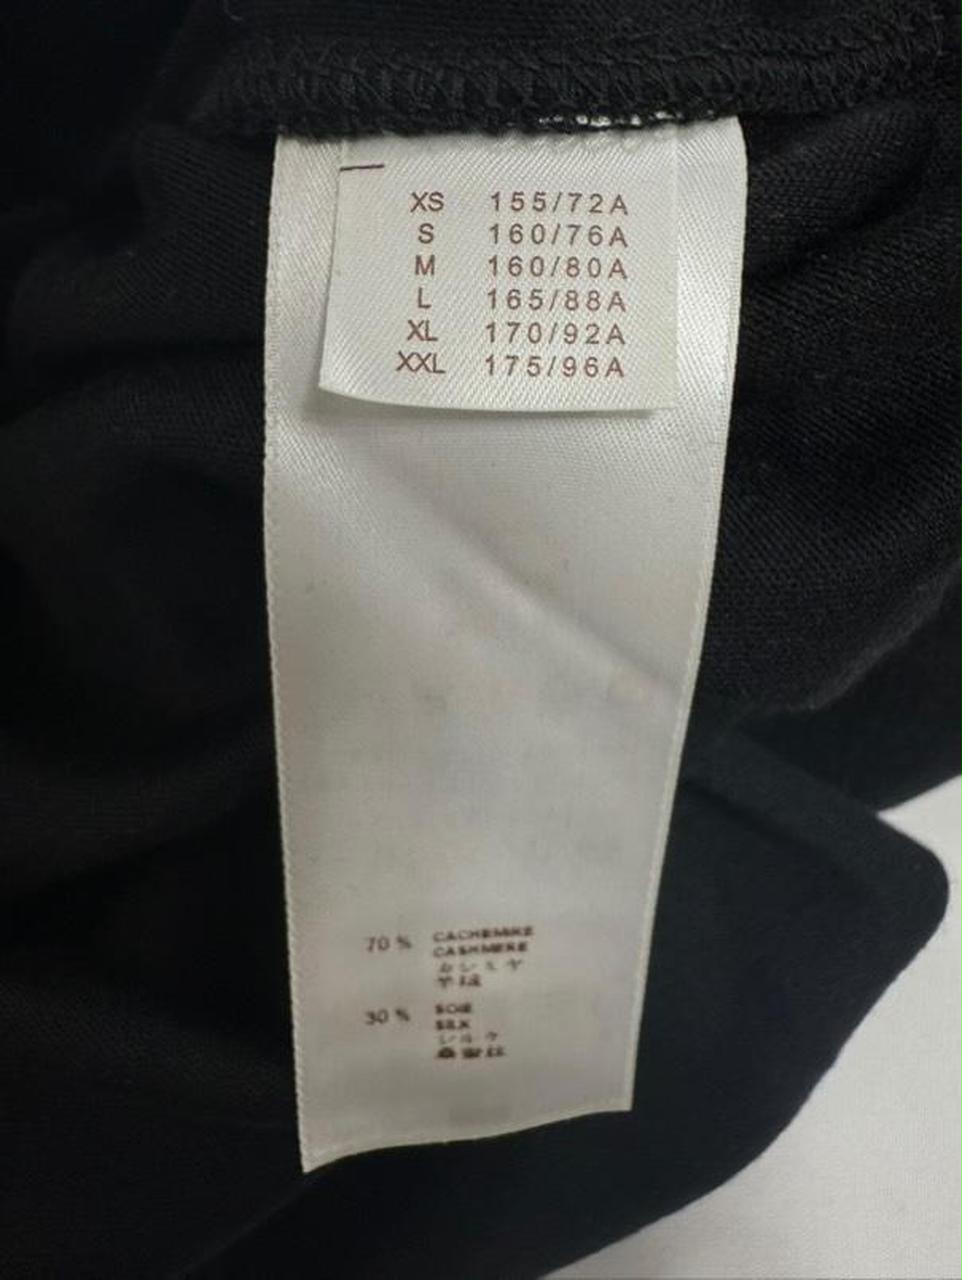 XS 155/72A
S 160/76A
M 160/80A
L 165/88A
XL 170/92A
XXL 175/96A
70 % CACHEMIRE
CASHMERE
カシミヤ
羊绒
30 % SOIE
SILK
シルク
桑蚕丝